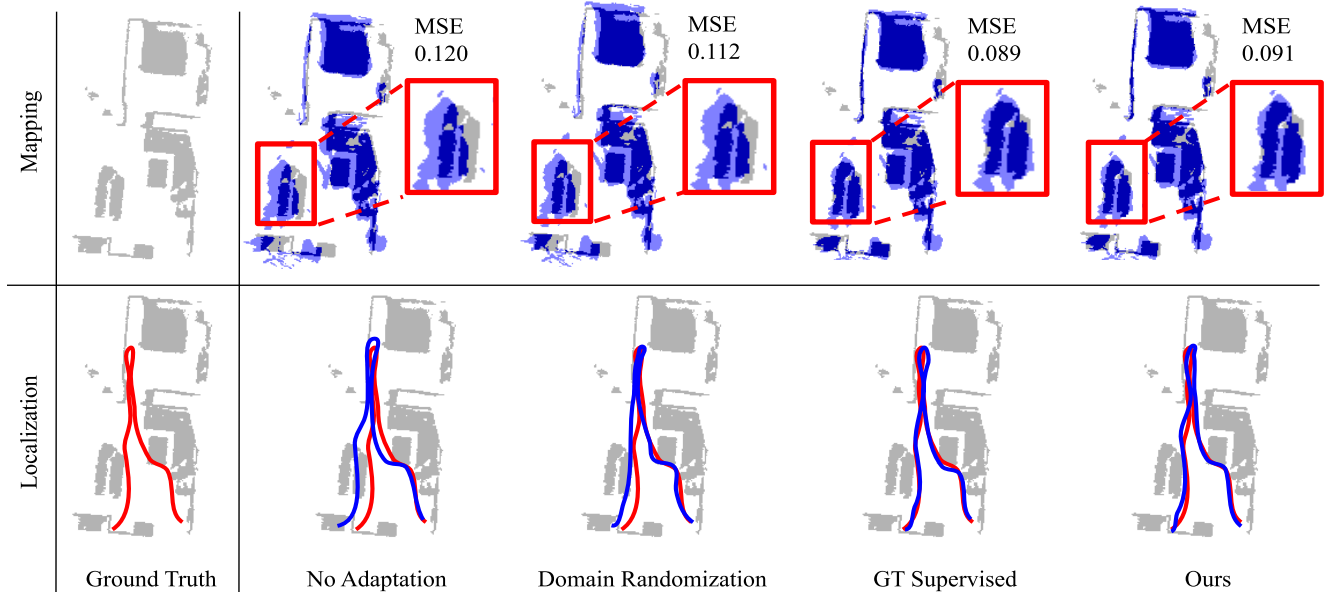 Mapping
MSE
0.120
MSE
0.112
MSE
0.089
MSE
0.091
Localization
Ground Truth
No Adaptation
Domain Randomization
GT Supervised
Ours